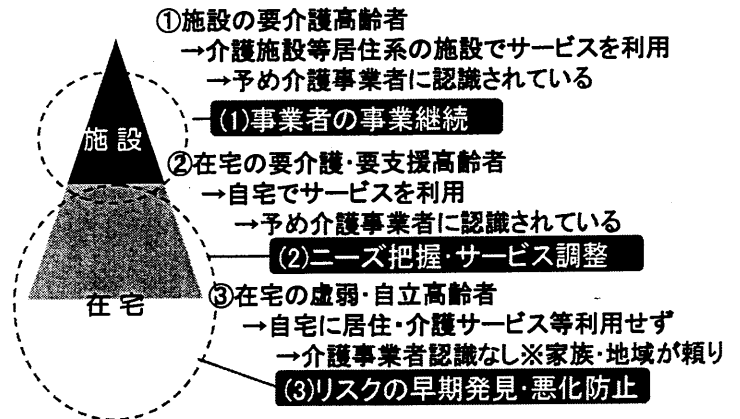 ①施設の要介護高齢者
→介護施設等居住系の施設でサービスを利用
→予め介護事業者に認識されている
(1)事業者の事業継続
施設
②在宅の要介護・要支援高齢者
→自宅でサービスを利用
→予め介護事業者に認識されている
(2)ニーズ把握・サービス調整
在宅
③在宅の虚弱・自立高齢者
→自宅に居住・介護サービス等利用せず
→介護事業者認識なし※家族・地域が頼り
(3)リスクの早期発見・悪化防止